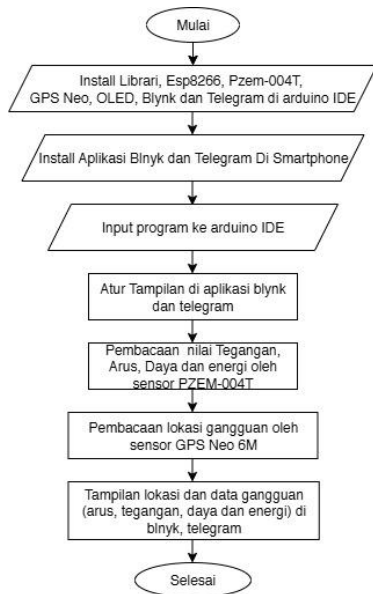 Mulai
Install Librari, Esp8266, Pzem-004T,
GPS Neo, OLED, Blynk dan Telegram di arduino IDE
Install Aplikasi Blnyk dan Telegram Di Smartphone
Input program ke arduino IDE
Atur Tampilan di aplikasi blynk
dan telegram
Pembacaan nilai Tegangan,
Arus, Daya dan energi oleh
sensor PZEM-004T
Pembacaan lokasi gangguan oleh
sensor GPS Neo 6M
Tampilan lokasi dan data gangguan
(arus, tegangan, daya dan energi) di
blnyk, telegram
Selesai